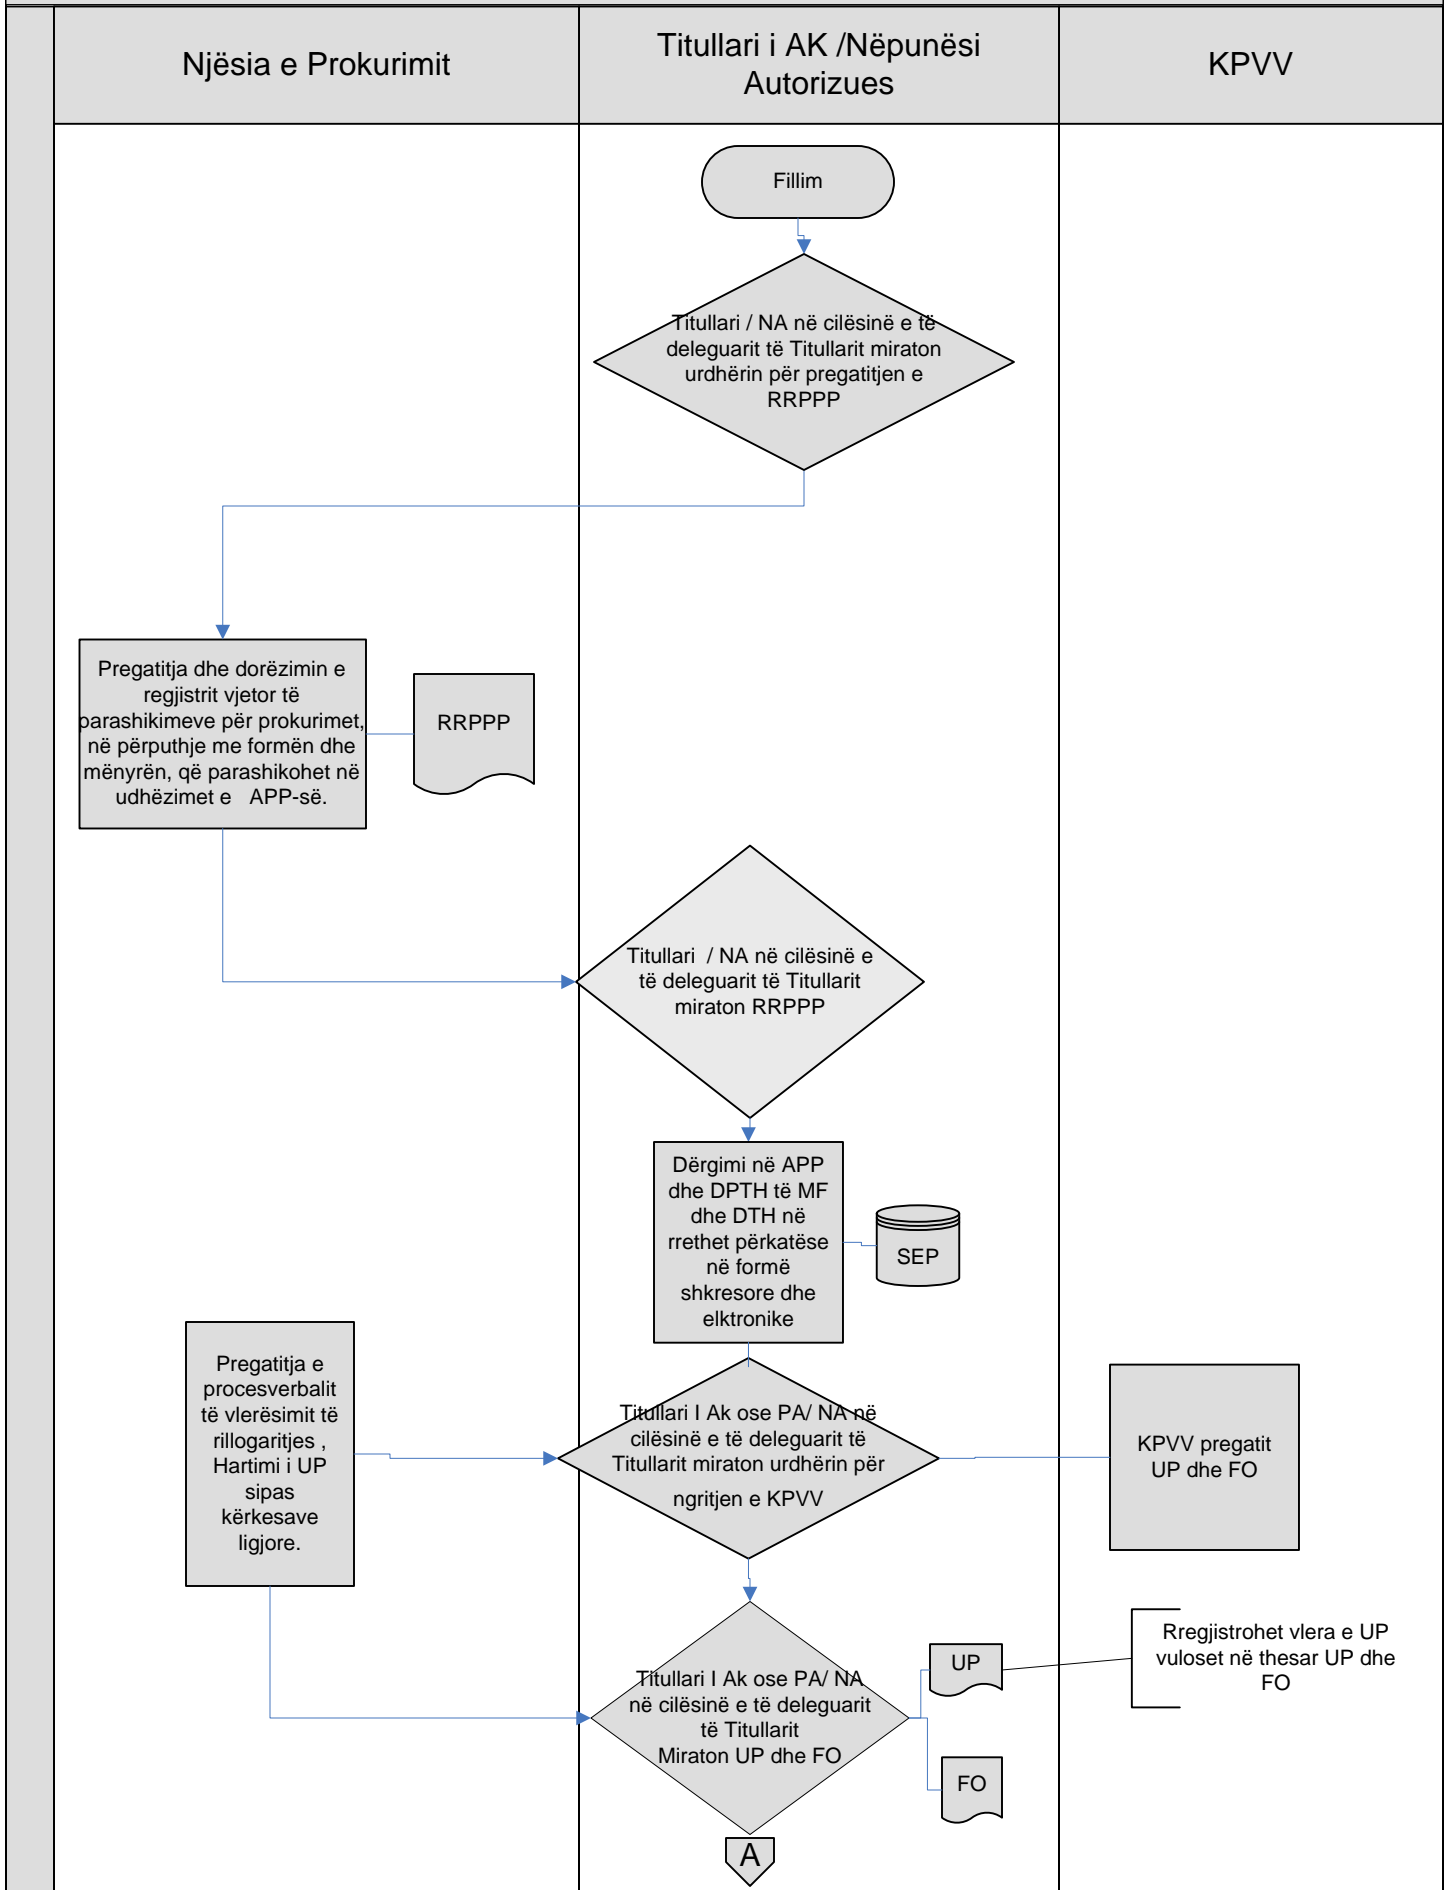 Njësia e Prokurimit
Titullari i AK /Nëpunësi
Autorizues
KPVV
Fillim
Titullari / NA në cilësinë e të
deleguarit të Titullarit miraton
urdhërin për pregatitjen e
RRPPP
Pregatitja dhe dorëzimin e
regjistrit vjetor të
parashikimeve për prokurimet,
në përputhje me formën dhe
mënyrën, që parashikohet në
udhëzimet e APP-së.
RRPPP
Titullari / NA në cilësinë e
të deleguarit të Titullarit
miraton RRPPP
Dërgimi në APP
dhe DPTH të MF
dhe DTH në
rrethet përkatëse
në formë
shkresore dhe
elktronike
SEP
Pregatitja e
procesverbalit
të vlerësimit të
rillogaritjes ,
Hartimi i UP
sipas
kërkesave
ligjore.
Titullari I Ak ose PA/ NA në
cilësinë e të deleguarit të
Titullarit miraton urdhërin për
ngritjen e KPVV
KPVV pregatit
UP dhe FO
Titullari I Ak ose PA/ NA
në cilësinë e të deleguarit
të Titullarit
Miraton UP dhe FO
UP
FO
Rregjistrohet vlera e UP
vuloset në thesar UP dhe
FO
A